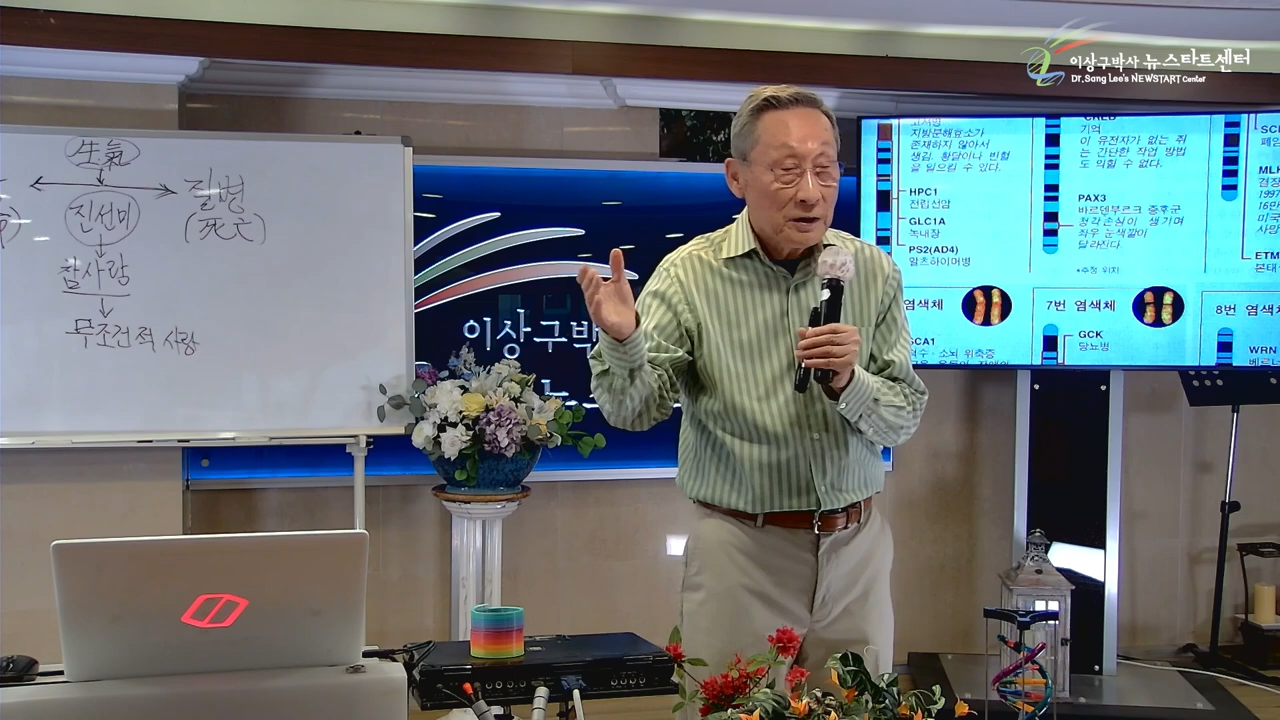 이상구박사 뉴스타트센터
Dr. Sang Lee's NEWSTART Center
生氣
질병
(死亡)
진선미
참사랑
무조건적 사랑
이상구박
지방분해효소가
존재하지 않아서
생김. 황달이나 빈혈
을 일으킬 수 있다.
HPC1
전립선암
GLC1A
녹내장
PS2(AD4)
알츠하이머병
기억
이 유전자가 없는 쥐
는 간단한 작업 방법
도 익힐 수 없다.
PAX3
바르덴부르크 증후군
청각손실이 생기며
좌우 눈색깔이
달라진다.
*추정 위치
염색체
SCA1
7번 염색체
GCK
당뇨병
8번 염색체
WRN
ETM